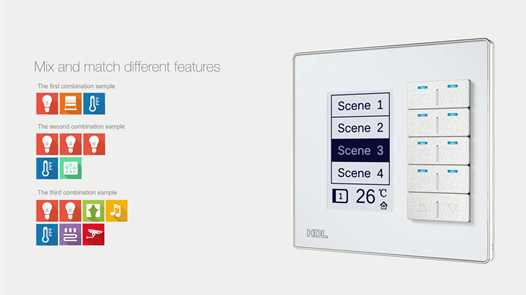 Mix and match different features
The first combination sample
The second combination sample
The third combination sample
Scene 1
Scene 2
Scene 3
Scene 4
1 26 °C
HDL